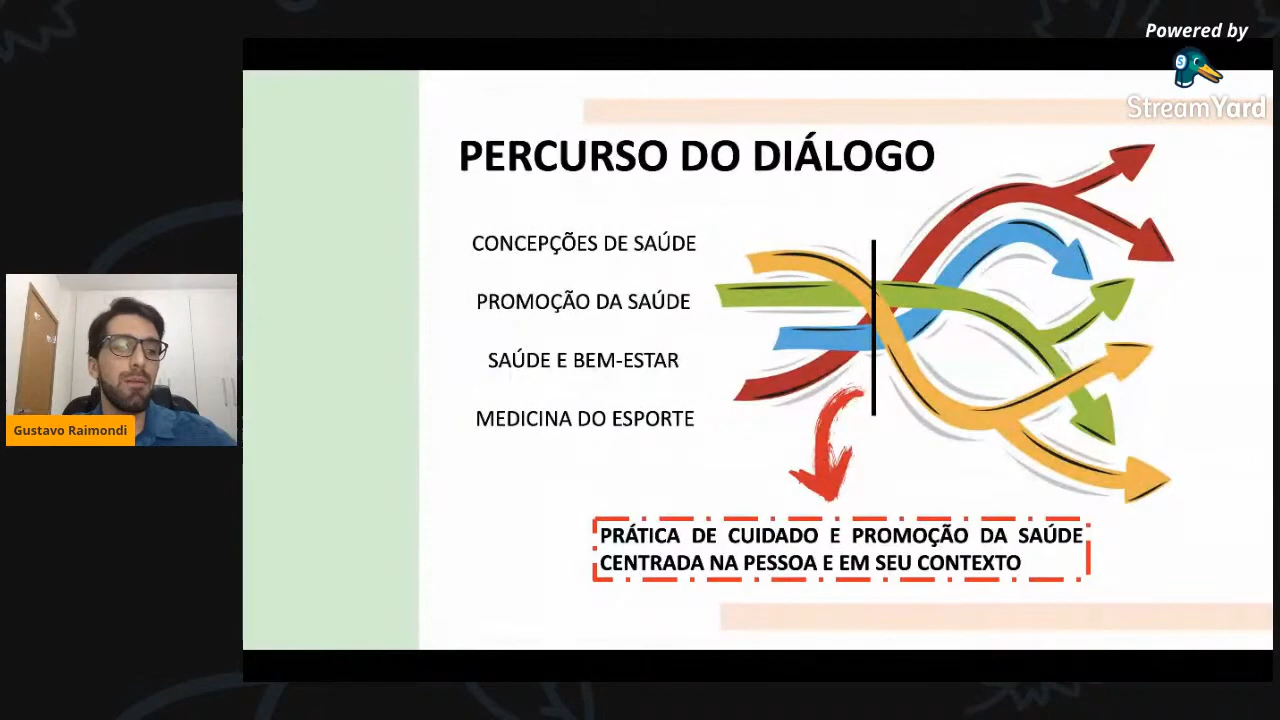 Powered by
StreamYard
PERCURSO DO DIÁLOGO
CONCEPÇÕES DE SAÚDE
PROMOÇÃO DA SAÚDE
SAÚDE E BEM-ESTAR
MEDICINA DO ESPORTE
Gustavo Raimondi
PRÁTICA DE CUIDADO E PROMOÇÃO DA SAÚDE
CENTRADA NA PESSOA E EM SEU CONTEXTO